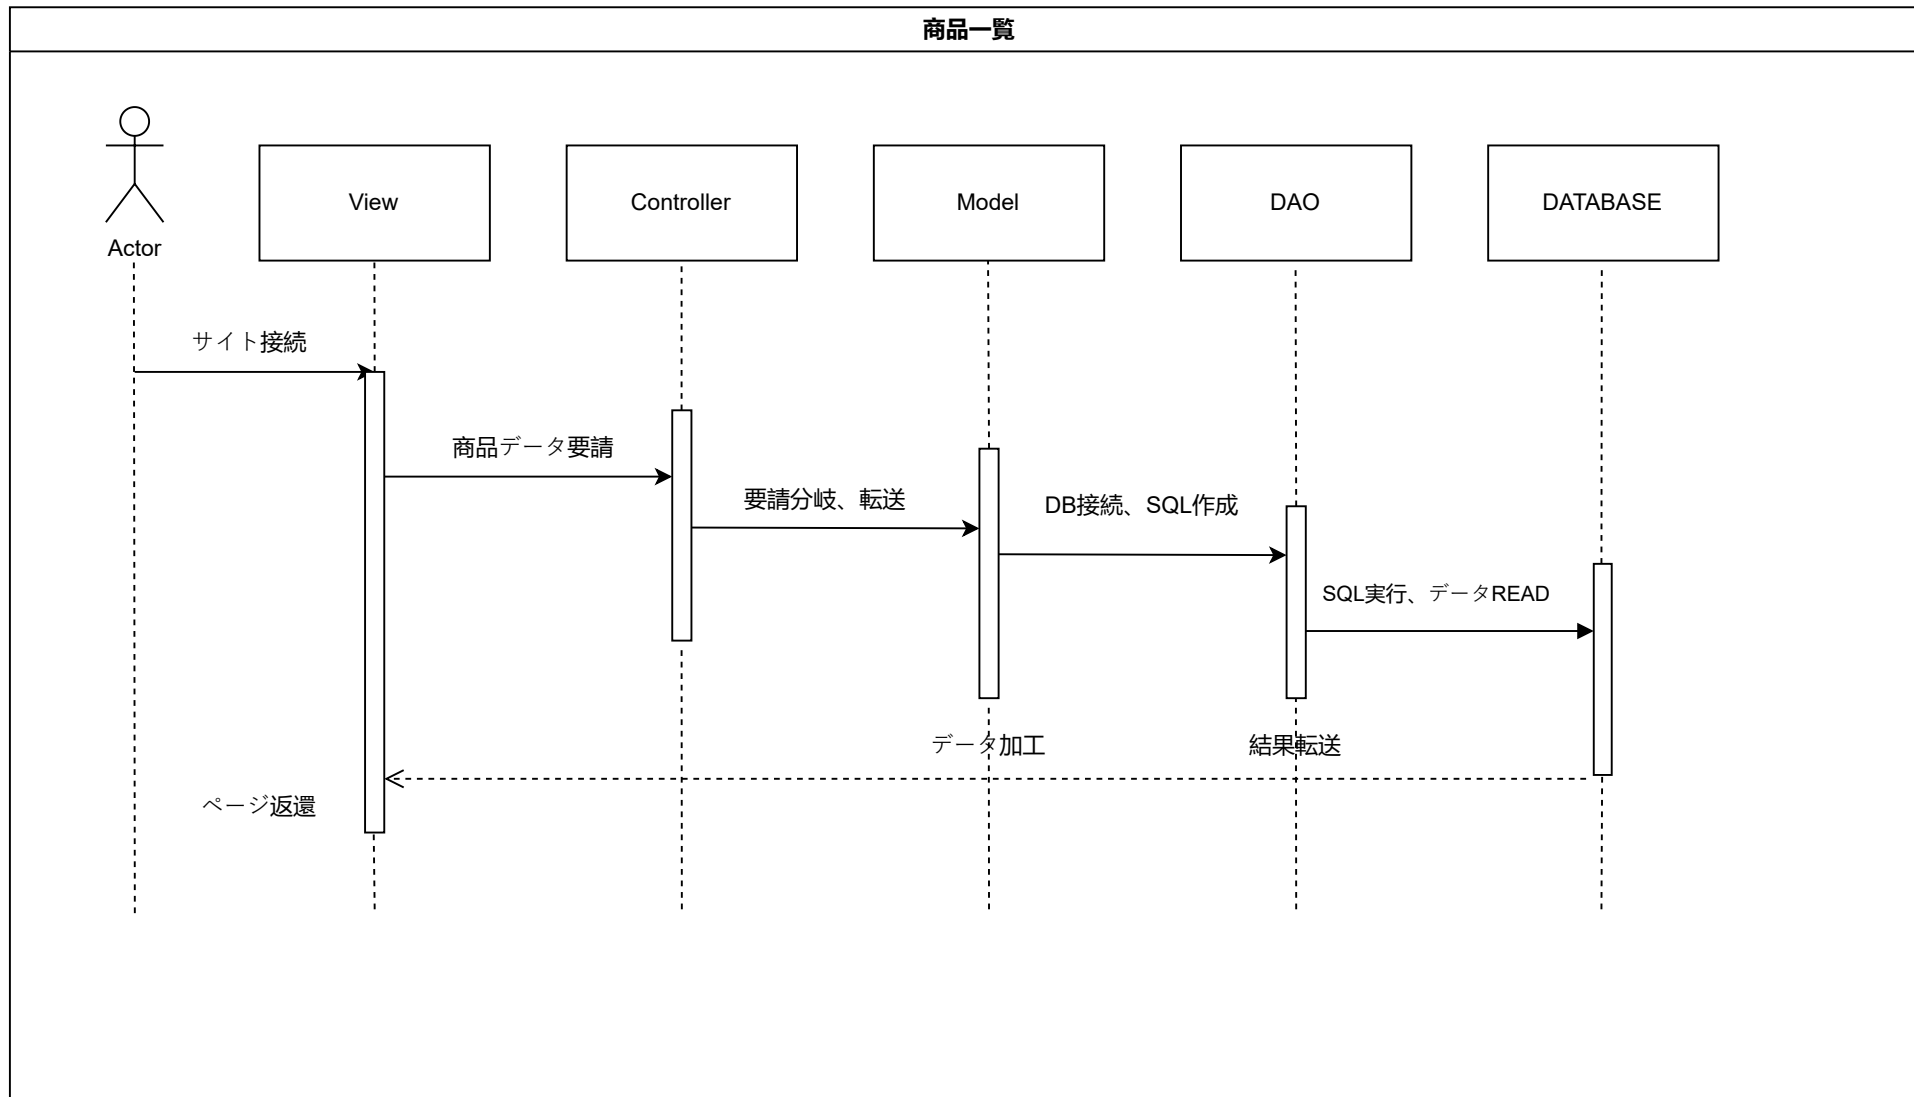 商品一覧
Actor
View
Controller
Model
DAO
DATABASE
サイト接続
商品データ要請
要請分岐、転送
DB接続、SQL作成
SQL実行、データREAD
データ加工
結果転送
ページ返還